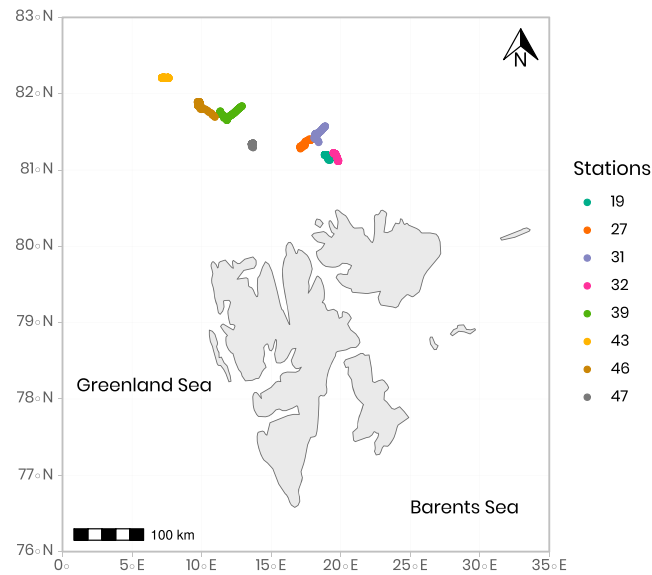 83°N
82°N
81°N
80°N
79°N
78°N
77°N
76°N
N
Greenland Sea
Barents Sea
100 km
0°
5°E
10°E
15°E
20°E
25°E
30°E
35°E
Stations
19
27
31
32
39
43
46
47